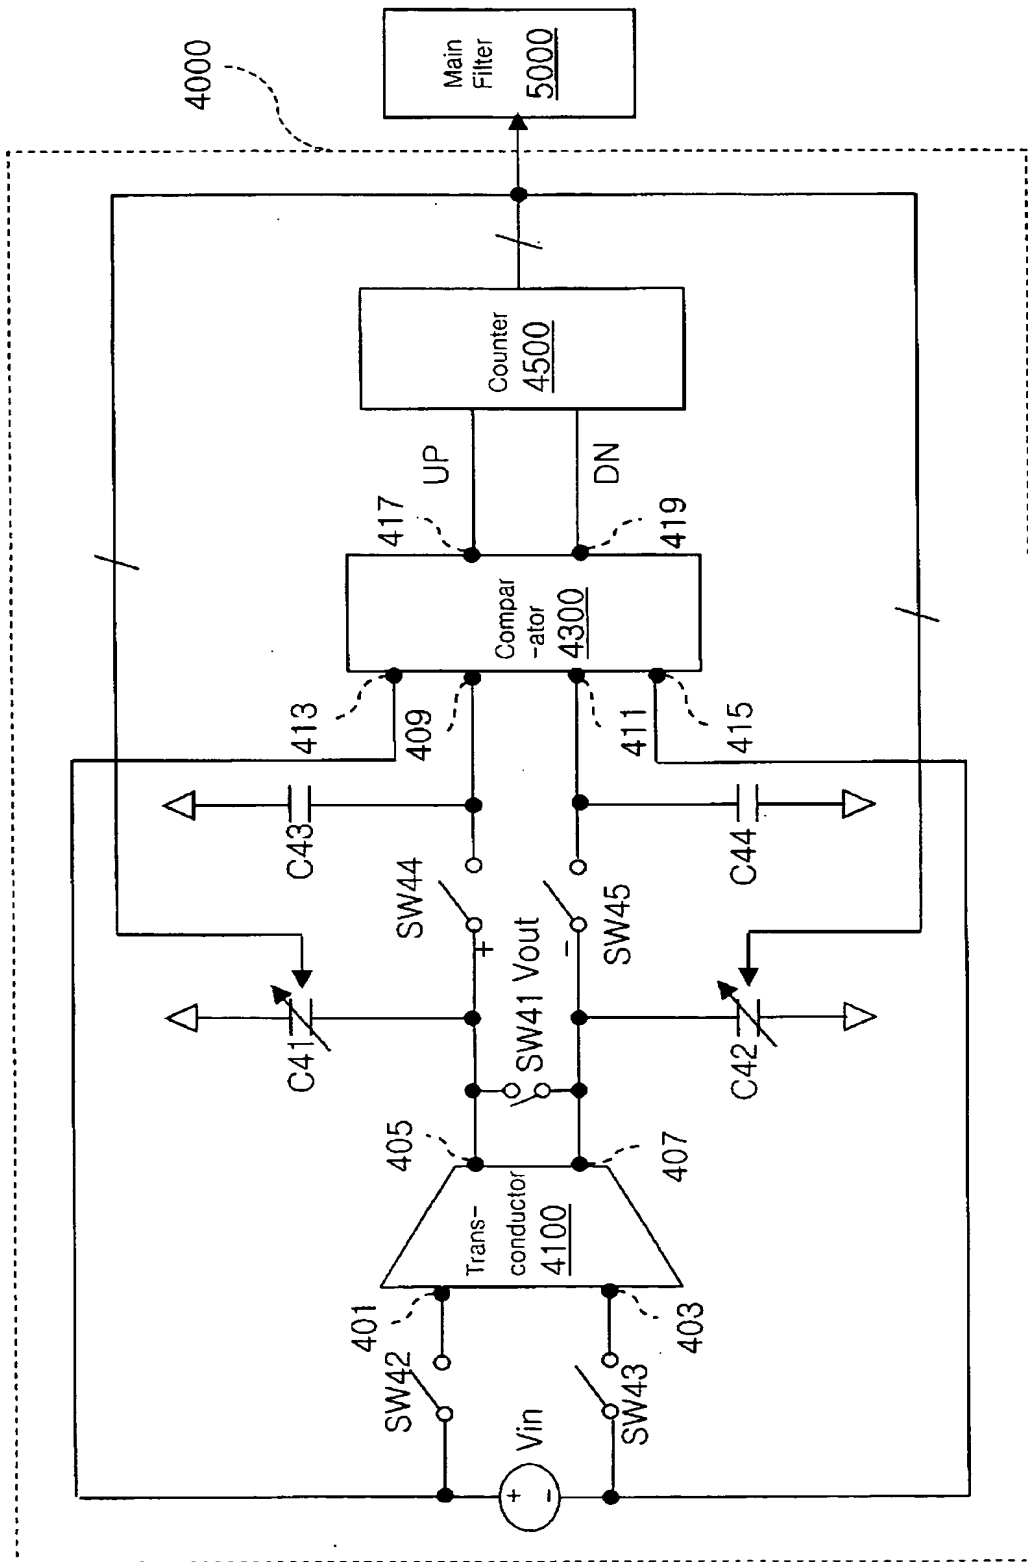 4000
Main
Filter
5000
Counter
4500
UP
DN
417
419
Compar
-ator
4300
413
409
411
415
C43
C44
SW44
SW45
+
Vout
-
SW41
C41
C42
405
407
Trans-
conductor
4100
401
403
SW42
SW43
Vin
+
-